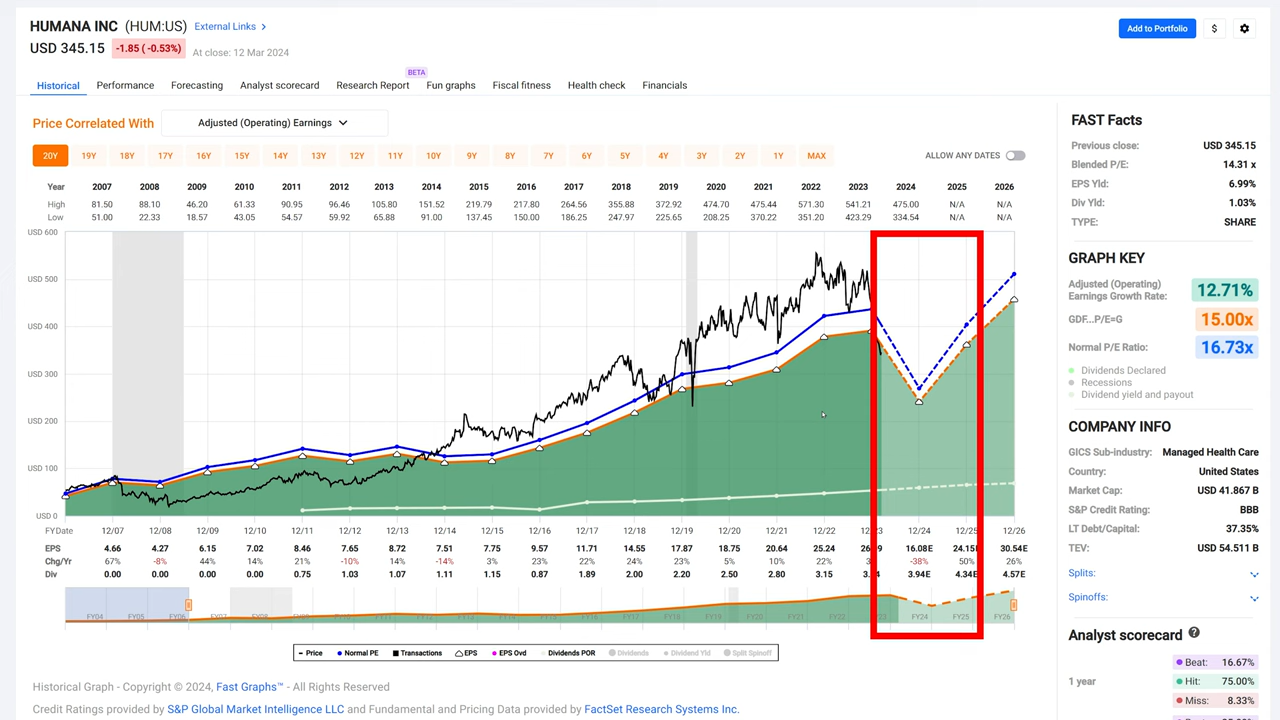 HUMANA INC (HUM:US) External Links >
USD 345.15 -1.85 ( -0.53%) At close: 12 Mar 2024
Add to Portfolio $
BETA
Historical Performance Forecasting Analyst scorecard Research Report Fun graphs Fiscal fitness Health check Financials
Price Correlated With Adjusted (Operating) Earnings
20Y 19Y 18Y 17Y 16Y 15Y 14Y 13Y 12Y 11Y 10Y 9Y 8Y 7Y 6Y 5Y 4Y 3Y 2Y 1Y MAX ALLOW ANY DATES
Year 2007 2008 2009 2010 2011 2012 2013 2014 2015 2016 2017 2018 2019 2020 2021 2022 2023 2024 2025 2026
High 81.50 88.10 46.20 61.33 90.95 96.46 105.80 151.52 219.79 217.80 264.56 355.88 372.92 474.70 475.44 571.30 541.21 475.00 N/A N/A
Low 51.00 22.33 18.57 43.05 54.57 59.92 65.88 91.00 137.45 150.00 186.25 247.97 225.65 208.25 370.22 351.20 423.29 334.54 N/A N/A
USD 600
USD 500
USD 400
USD 300
USD 200
USD 100
USD 0
FYDate 12/07 12/08 12/09 12/10 12/11 12/12 12/13 12/14 12/15 12/16 12/17 12/18 12/19 12/20 12/21 12/22 12/24 12/25 12/26
EPS 4.66 4.27 6.15 7.02 8.46 7.65 8.72 7.51 7.75 9.57 11.71 14.55 17.87 18.75 20.64 25.24 16.08E 24.15E 30.54E
Chg/Yr 67% -8% 44% 14% 21% -10% 14% -14% 3% 23% 22% 24% 23% 5% 10% 22% -38% 50% 26%
Div 0.00 0.00 0.00 0.00 0.75 1.03 1.07 1.11 1.15 0.87 1.89 2.00 2.20 2.50 2.80 3.15 3.94E 4.34E 4.57E
FY04 FY05 FY06 FY07 FY08 FY09 FY10 FY11 FY12 FY13 FY14 FY15 FY16 FY17 FY18 FY19 FY20 FY21 FY22 FY24 FY25 FY26
Price Normal PE Transactions EPS EPS Ovd Dividends POR Dividends Dividend Yld Split Spinoff
Historical Graph - Copyright © 2024, Fast Graphs™ - All Rights Reserved
Credit Ratings provided by S&P Global Market Intelligence LLC and Fundamental and Pricing Data provided by FactSet Research Systems Inc.
FAST Facts
Previous close: USD 345.15
Blended P/E: 14.31 x
EPS Yld: 6.99%
Div Yld: 1.03%
TYPE: SHARE
GRAPH KEY
Adjusted (Operating)
Earnings Growth Rate: 12.71%
GDF...P/E=G 15.00x
Normal P/E Ratio: 16.73x
Dividends Declared
Recessions
Dividend yield and payout
COMPANY INFO
GICS Sub-industry: Managed Health Care
Country: United States
Market Cap: USD 41.867 B
S&P Credit Rating: BBB
LT Debt/Capital: 37.35%
TEV: USD 54.511 B
Splits:
Spinoffs:
Analyst scorecard ?
Beat: 16.67%
1 year Hit: 75.00%
Miss: 8.33%